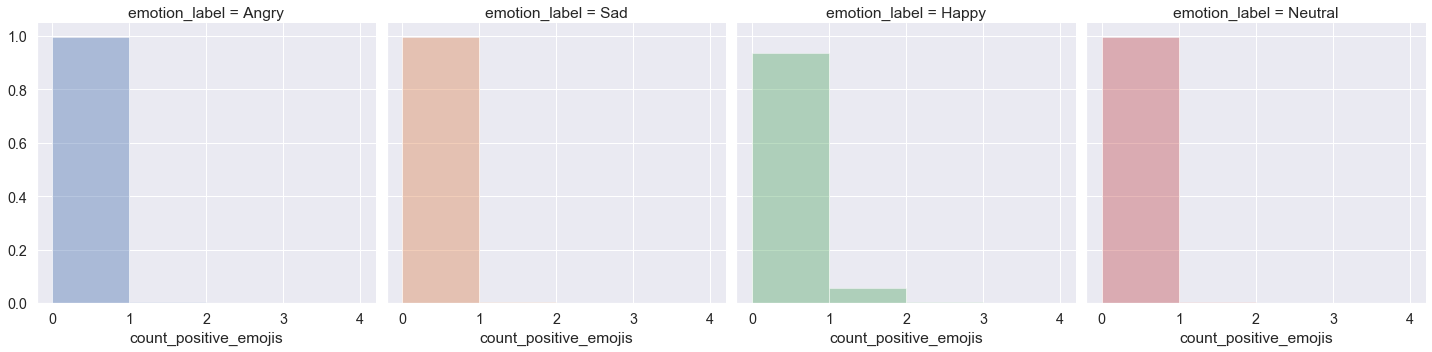 emotion_label = Angry emotion_label = Sad emotion_label = Happy emotion_label = Neutral
1.0
0.8
0.6
0.4
0.2
0.0
0 1 2 3 4 0 1 2 3 4 0 1 2 3 4 0 1 2 3 4
count_positive_emojis count_positive_emojis count_positive_emojis count_positive_emojis